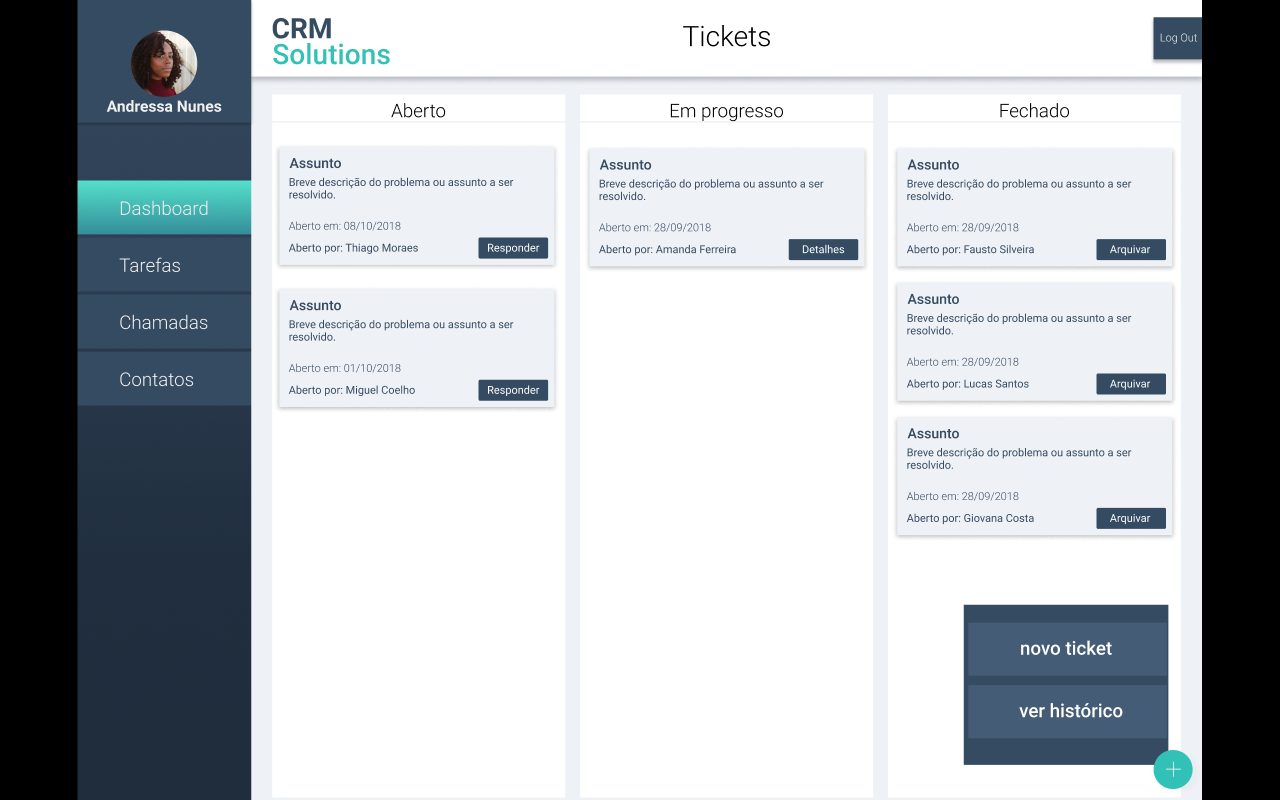 Andressa Nunes
Dashboard
Tarefas
Chamadas
Contatos
CRM
Solutions
Tickets
Log Out
Aberto
Assunto
Breve descrição do problema ou assunto a ser
resolvido.
Aberto em: 08/10/2018
Aberto por: Thiago Moraes
Responder
Assunto
Breve descrição do problema ou assunto a ser
resolvido.
Aberto em: 01/10/2018
Aberto por: Miguel Coelho
Responder
Em progresso
Assunto
Breve descrição do problema ou assunto a ser
resolvido.
Aberto em: 28/09/2018
Aberto por: Amanda Ferreira
Detalhes
Fechado
Assunto
Breve descrição do problema ou assunto a ser
resolvido.
Aberto em: 28/09/2018
Aberto por: Fausto Silveira
Arquivar
Assunto
Breve descrição do problema ou assunto a ser
resolvido.
Aberto em: 28/09/2018
Aberto por: Lucas Santos
Arquivar
Assunto
Breve descrição do problema ou assunto a ser
resolvido.
Aberto em: 28/09/2018
Aberto por: Giovana Costa
Arquivar
novo ticket
ver histórico